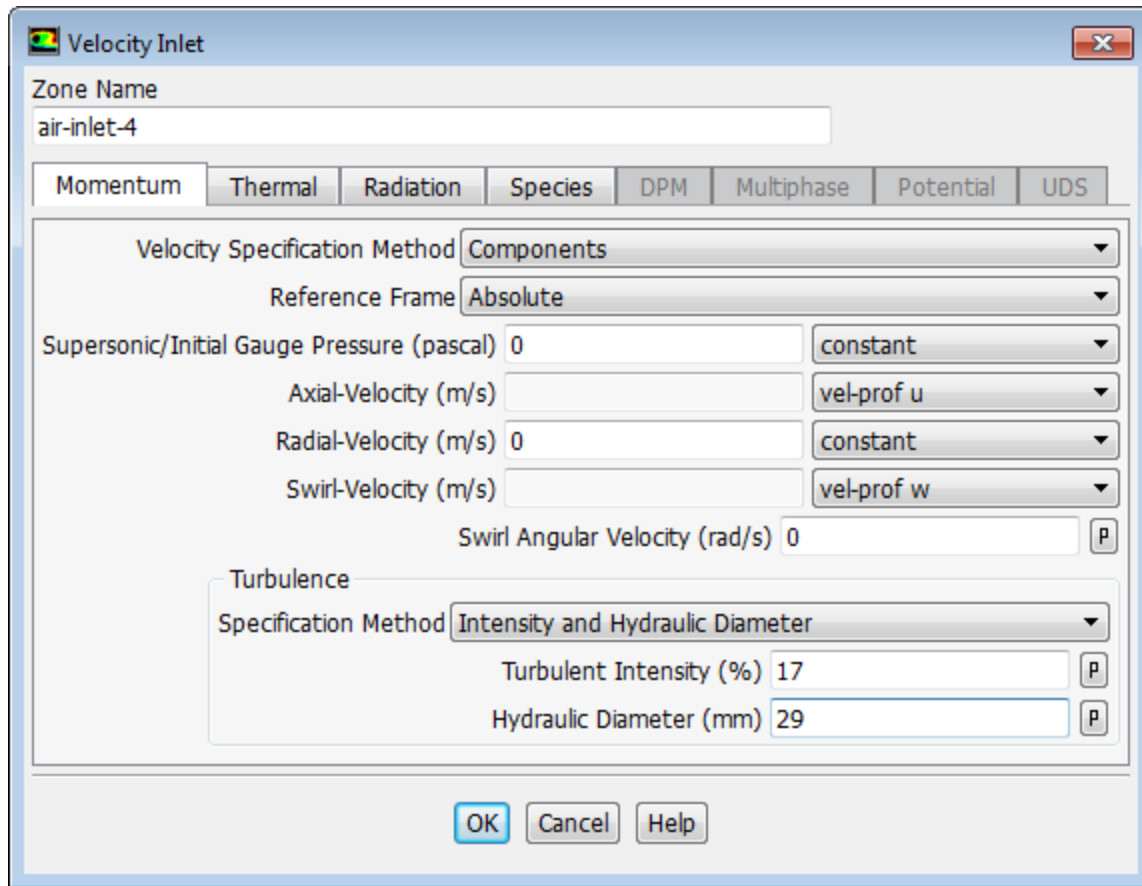 Velocity Inlet
Zone Name
air-inlet-4
Momentum Thermal Radiation Species DPM Multiphase Potential UDS
Velocity Specification Method Components
Reference Frame Absolute
Supersonic/Initial Gauge Pressure (pascal) 0 constant
Axial-Velocity (m/s) vel-prof u
Radial-Velocity (m/s) 0 constant
Swirl-Velocity (m/s) vel-prof w
Swirl Angular Velocity (rad/s) 0 P
Turbulence
Specification Method Intensity and Hydraulic Diameter
Turbulent Intensity (%) 17 P
Hydraulic Diameter (mm) 29 P
OK Cancel Help